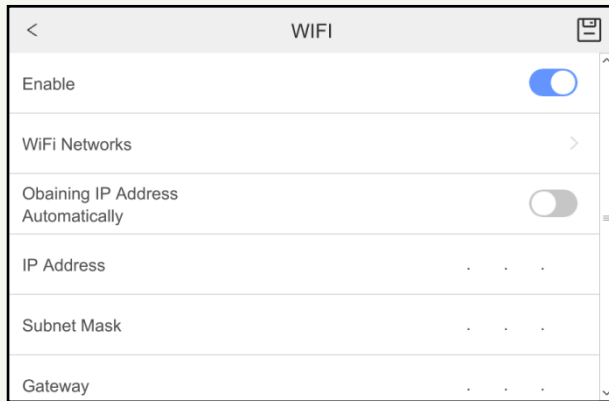 WIFI
Enable
WiFi Networks
Obaining IP Address
Automatically
IP Address . . .
Subnet Mask . . .
Gateway . . .